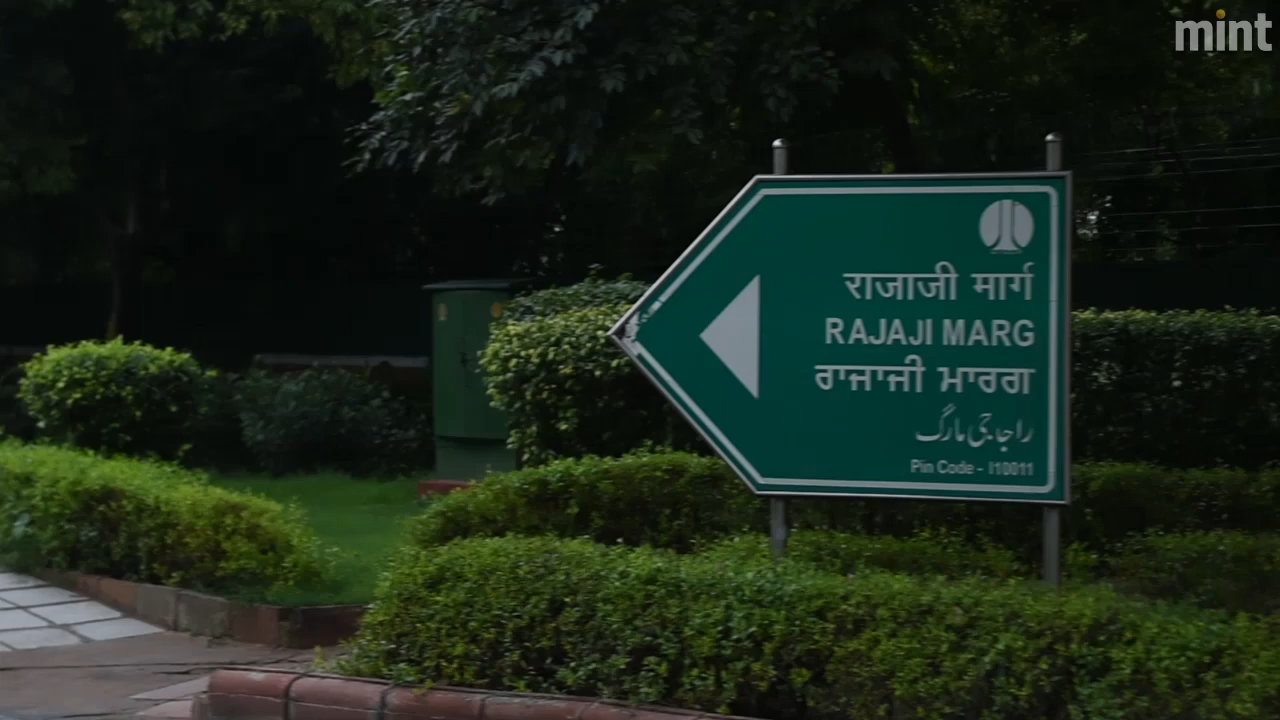 mint
राजाजी मार्ग
RAJAJI MARG
ਰਾਜਾਜੀ ਮਾਰਗ
راجا جی مارگ
Pin Code - 110011